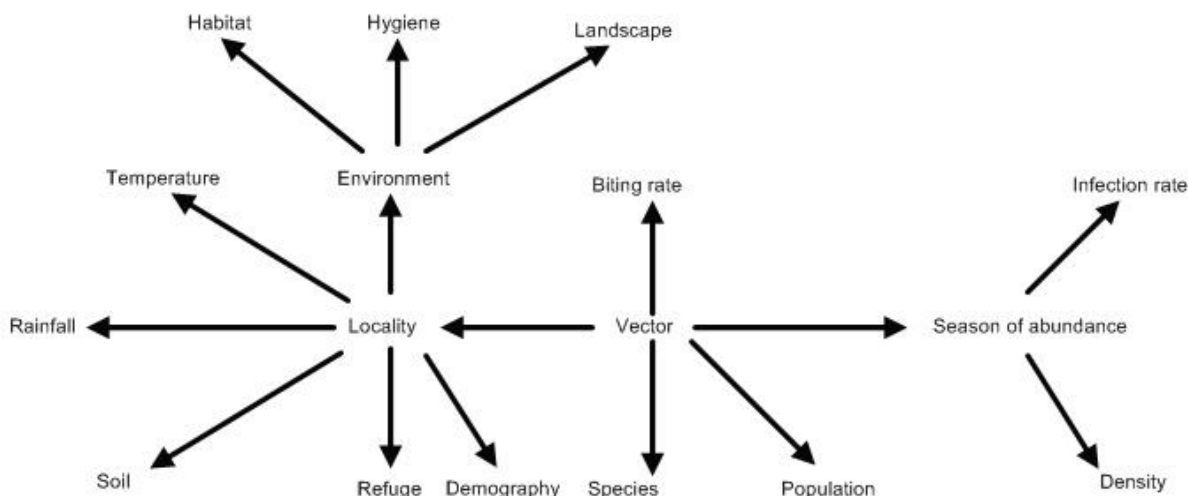 Habitat
Hygiene
Landscape
Temperature
Environment
Biting rate
Infection rate
Rainfall
Locality
Vector
Season of abundance
Soil
Refuge
Demography
Species
Population
Density